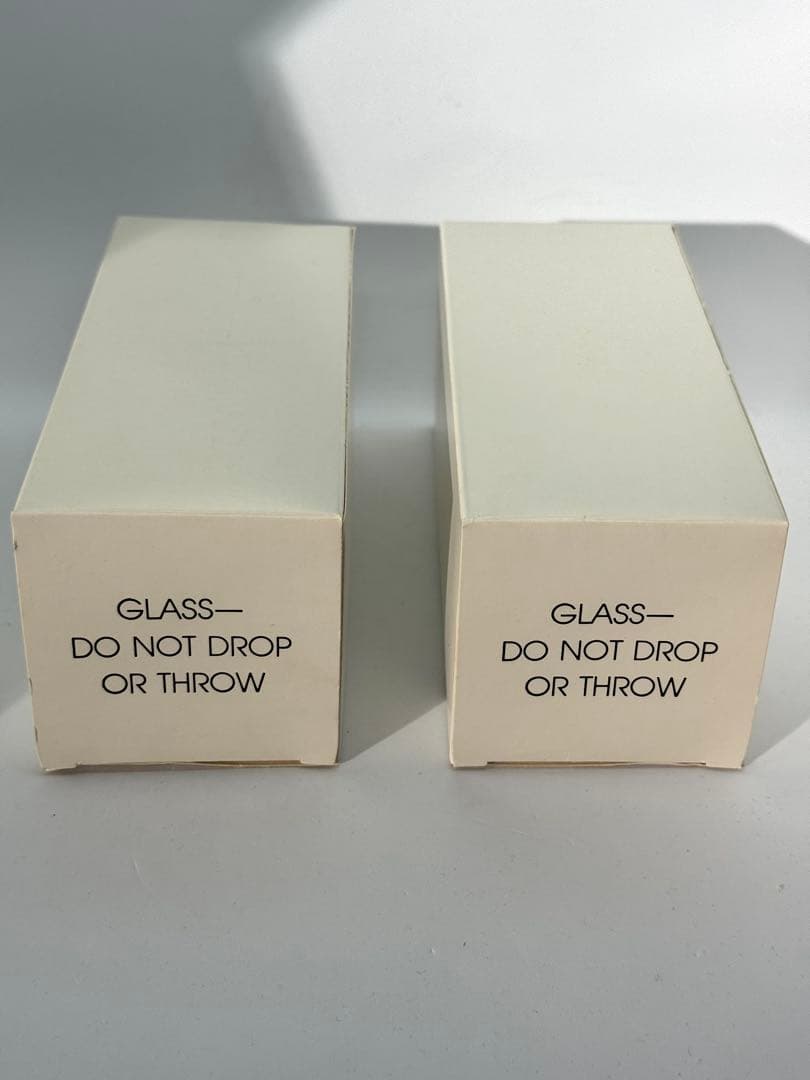 GLASS—
DO NOT DROP
OR THROW
GLASS—
DO NOT DROP
OR THROW